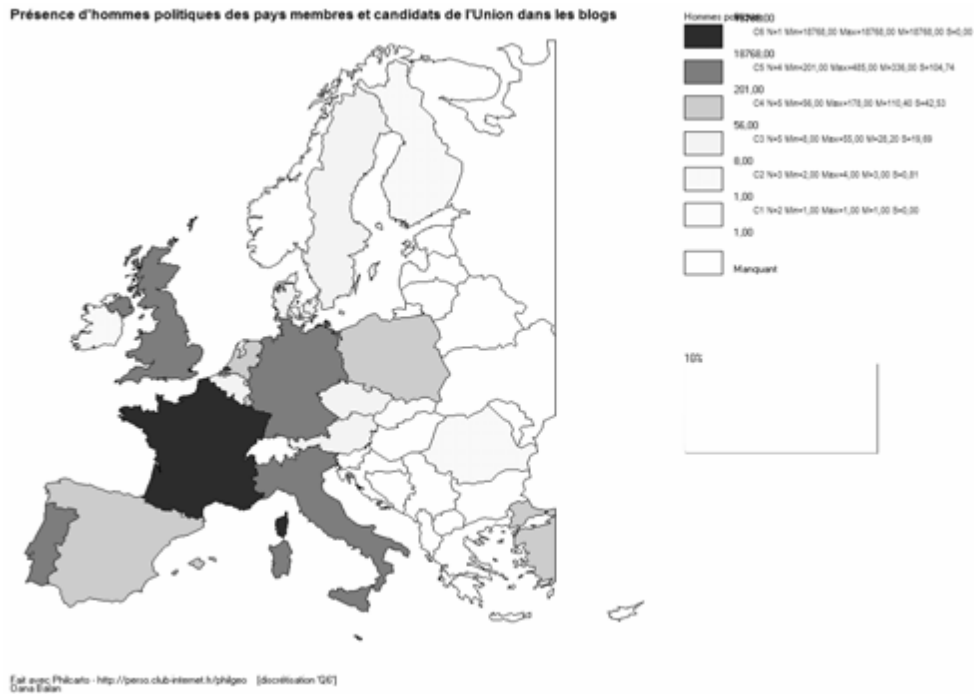 Présence d'hommes politiques des pays membres et candidats de l'Union dans les blogs
Hommes
C6 N=1 Min=18768,00 Max=18768,00 M=18768,00 S=0,00
18768,00
C5 N=4 Min=201,00 Max=485,00 M=336,00 S=104,74
201,00
C4 N=5 Min=56,00 Max=178,00 M=110,40 S=42,53
56,00
C3 N=5 Min=8,00 Max=55,00 M=28,20 S=19,69
8,00
C2 N=3 Min=2,00 Max=4,00 M=3,00 S=0,81
1,00
C1 N=2 Min=1,00 Max=1,00 M=1,00 S=0,00
1,00
Manquant
10%
Fait avec Philcarto - http://perso.club-internet.fr/philgeo [discrétisation '126']
Dana Balan